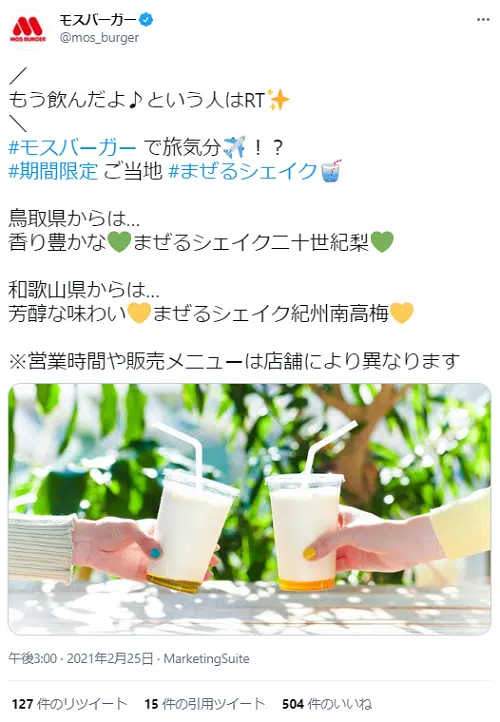 モスバーガー
@mos_burger
MOS BURGER
／
もう飲んだよ♪という人はRT✨
＼
#モスバーガー で旅気分✈️！？
#期間限定 ご当地 #まぜるシェイク🥤
鳥取県からは...
香り豊かな💚まぜるシェイク二十世紀梨💚
和歌山県からは...
芳醇な味わい💛まぜるシェイク紀州南高梅💛
※営業時間や販売メニューは店舗により異なります
午後3:00 · 2021年2月25日 · MarketingSuite
127 件のリツイート 15 件の引用ツイート 504 件のいいね